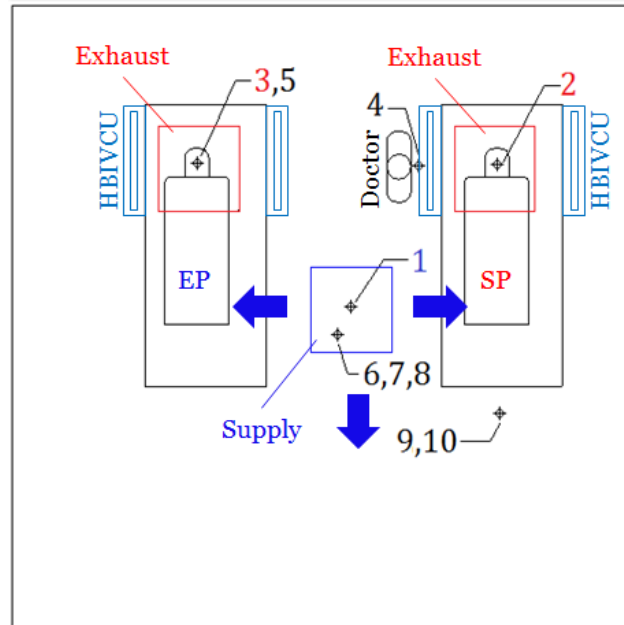 Exhaust
3,5
HBIVCU
EP
Exhaust
2
4
Doctor
HBIVCU
SP
1
6,7,8
Supply
9,10